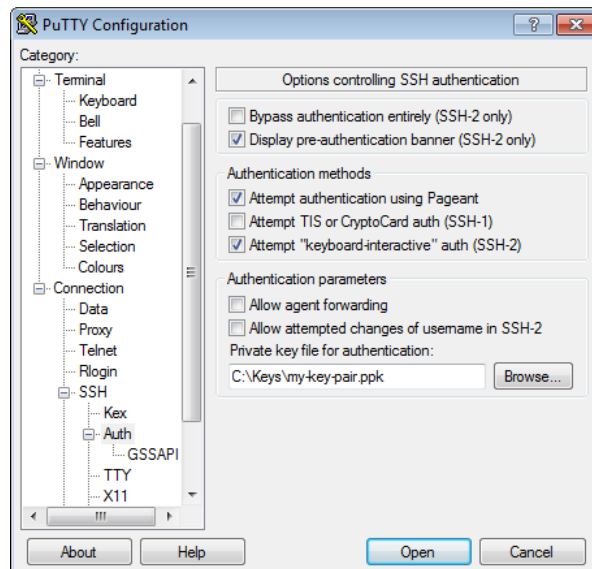 PuTTY Configuration
Category:
Terminal
Keyboard
Bell
Features
Window
Appearance
Behaviour
Translation
Selection
Colours
Connection
Data
Proxy
Telnet
Rlogin
SSH
Kex
Auth
GSSAPI
TTY
X11
Options controlling SSH authentication
Bypass authentication entirely (SSH-2 only)
Display pre-authentication banner (SSH-2 only)
Authentication methods
Attempt authentication using Pageant
Attempt TIS or CryptoCard auth (SSH-1)
Attempt "keyboard-interactive" auth (SSH-2)
Authentication parameters
Allow agent forwarding
Allow attempted changes of username in SSH-2
Private key file for authentication:
C:\Keys\my-key-pair.ppk
Browse...
About
Help
Open
Cancel